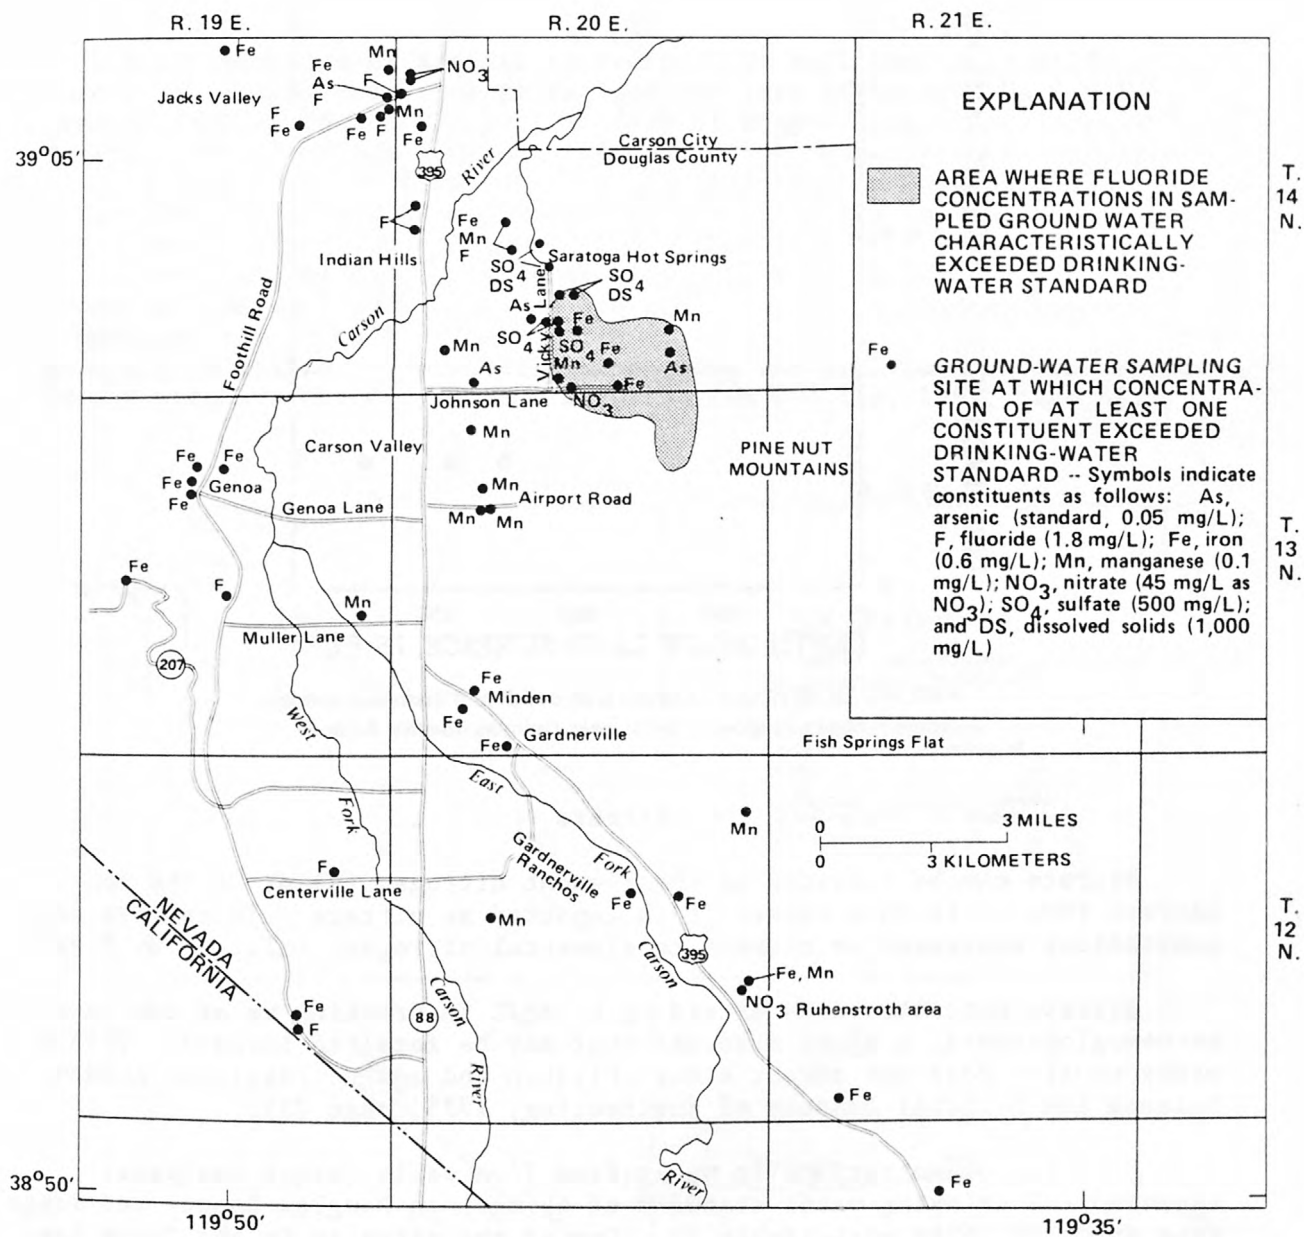 R. 19 E.
R. 20 E.
R. 21 E.
Fe
Mn
Fe
NO3
As
F
Jacks Valley
F
F
Mn
Fe
Fe
Fe
39°05′
395
River
Carson City
Douglas County
F
Fe
Mn
F
Indian Hills
SO4
DS
Saratoga Hot Springs
SO4
DS
As
Lane
Fe
Mn
Foothill Road
Carson
SO4
SO4
Fe
Mn
Vicky
Mn
As
Fe
As
Fe
Johnson Lane
NO3
Mn
Carson Valley
PINE NUT
MOUNTAINS
Fe
Fe
Fe
Genoa
Fe
Mn
Airport Road
Genoa Lane
Mn
Mn
Fe
F
Mn
Muller Lane
207
Fe
Minden
Fe
West
Fe
Gardnerville
Fish Springs Flat
East
Fork
Mn
0
3 MILES
0
3 KILOMETERS
Gardnerville
Ranchos
Fork
F
Centerville Lane
Fe
Fe
Mn
NEVADA
CALIFORNIA
Carson
395
Fe, Mn
NO3
Ruhenstroth area
Fe
F
88
Carson
River
Fe
River
Fe
38°50′
119°50′
119°35′
T.
14
N.
T.
13
N.
T.
12
N.
EXPLANATION
AREA WHERE FLUORIDE
CONCENTRATIONS IN SAM-
PLED GROUND WATER
CHARACTERISTICALLY
EXCEEDED DRINKING-
WATER STANDARD
GROUND-WATER SAMPLING
SITE AT WHICH CONCENTRA-
TION OF AT LEAST ONE
CONSTITUENT EXCEEDED
DRINKING-WATER
STANDARD -- Symbols indicate
constituents as follows: As,
arsenic (standard, 0.05 mg/L);
F, fluoride (1.8 mg/L); Fe, iron
(0.6 mg/L); Mn, manganese (0.1
mg/L); NO3, nitrate (45 mg/L as
NO3); SO4, sulfate (500 mg/L);
and DS, dissolved solids (1,000
mg/L)